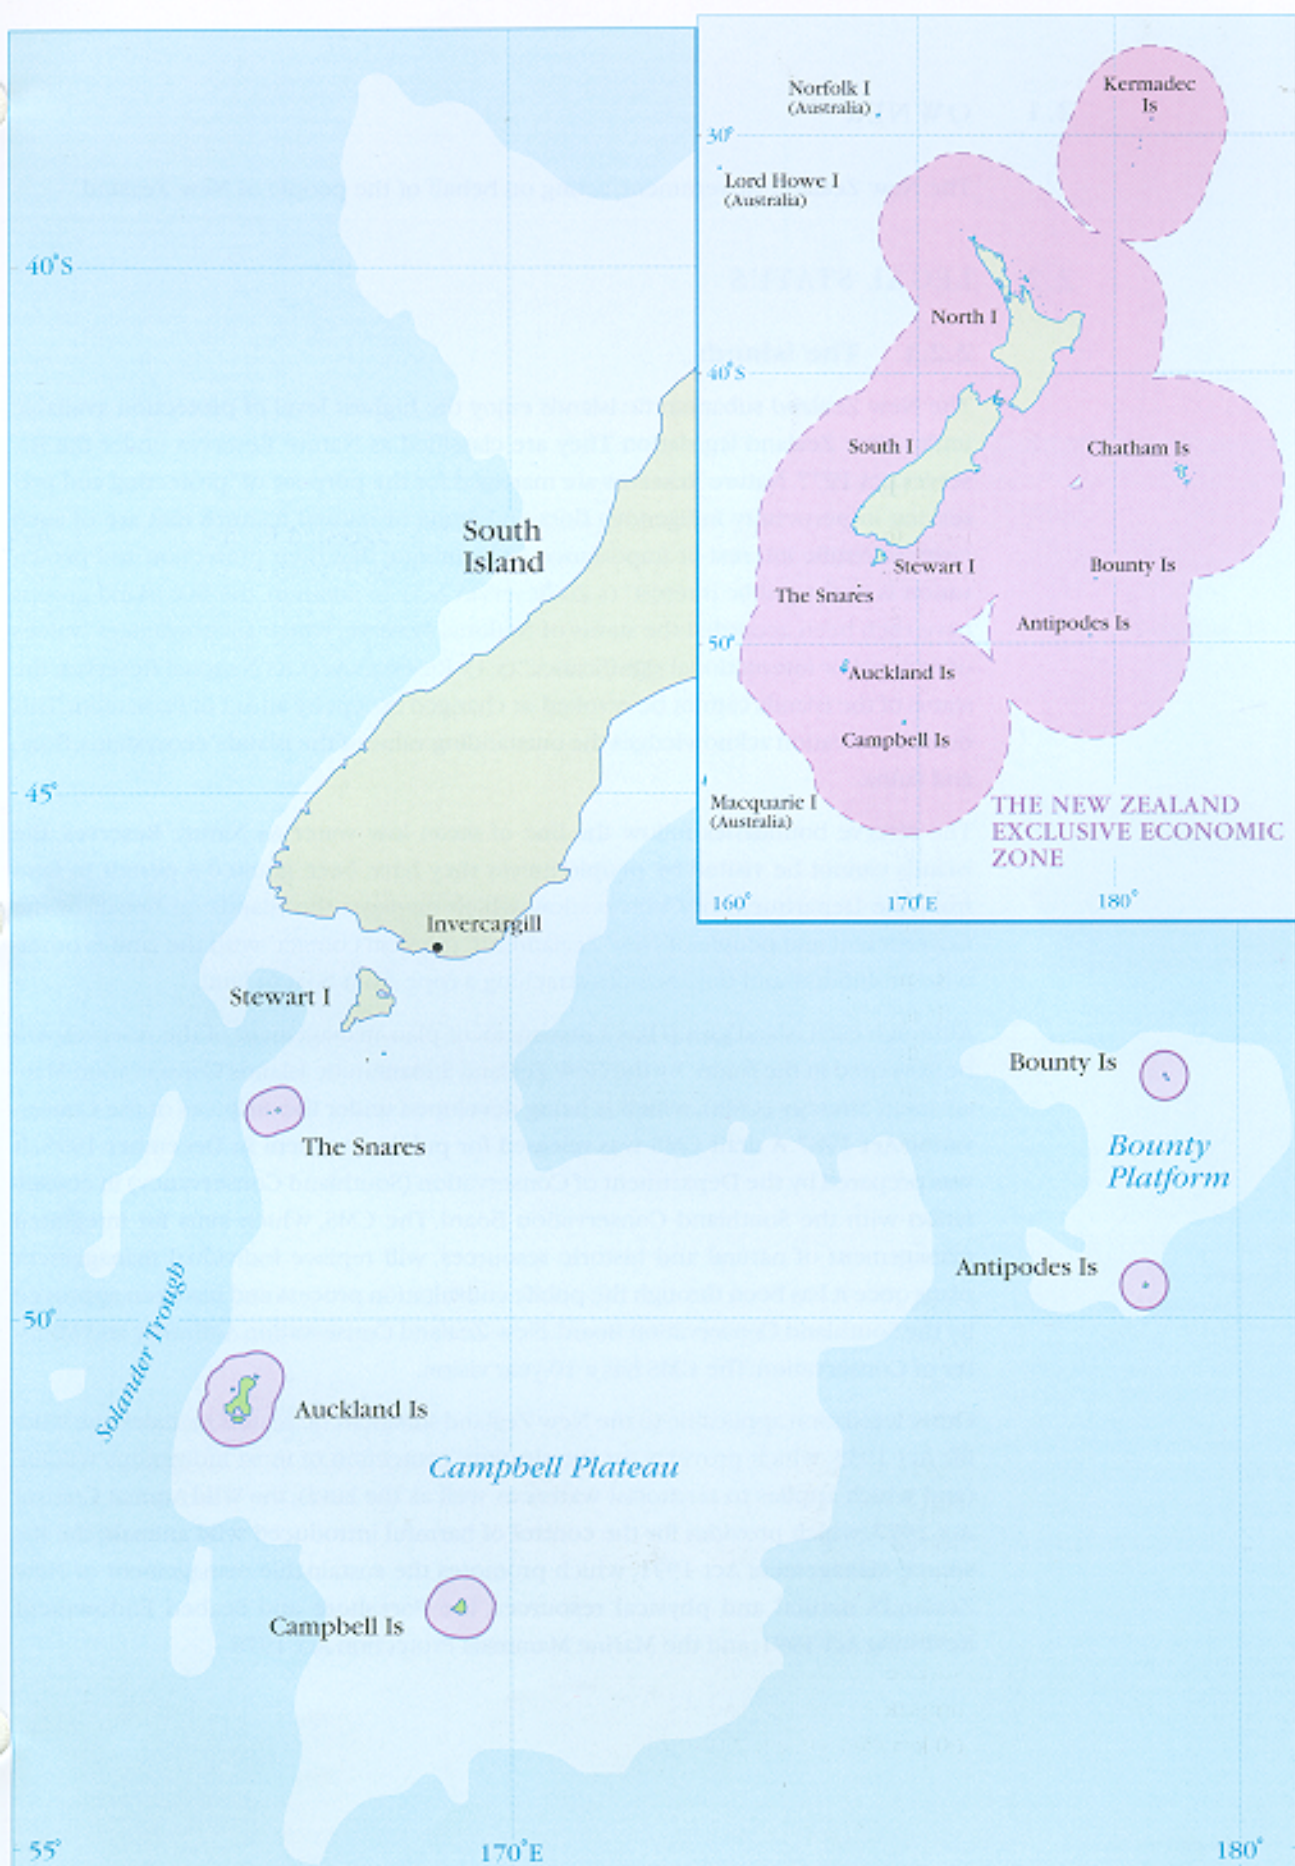 40°S
South
Island
45°
Invercargill
Stewart I
The Snares
Solander Trough
50°
Auckland Is
Campbell Plateau
Campbell Is
Bounty Is
Bounty
Platform
Antipodes Is
55°
170°E
180°
Norfolk I
(Australia)
Kermadec
Is
30°
Lord Howe I
(Australia)
North I
40°S
South I
Chatham Is
Stewart I
Bounty Is
The Snares
Antipodes Is
50°
Auckland Is
Campbell Is
Macquarie I
(Australia)
THE NEW ZEALAND
EXCLUSIVE ECONOMIC
ZONE
160°
170°E
180°